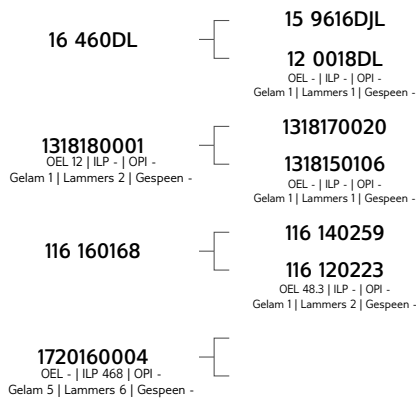 15 9616DJL
16 460DL
12 0018DL
OEL - | ILP - | OPI -
Gelam 1 | Lammers 1 | Gespeen -
1318170020
1318180001
OEL 12 | ILP - | OPI -
Gelam 1 | Lammers 2 | Gespeen -
1318150106
OEL - | ILP - | OPI -
Gelam 1 | Lammers 1 | Gespeen -
116 140259
116 160168
116 120223
OEL 48.3 | ILP - | OPI -
Gelam 1 | Lammers 2 | Gespeen -
1720160004
OEL - | ILP 468 | OPI -
Gelam 5 | Lammers 6 | Gespeen -